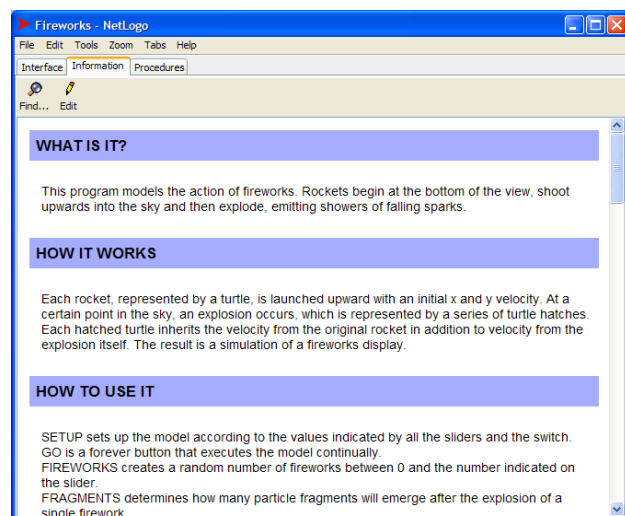 Fireworks - NetLogo
File Edit Tools Zoom Tabs Help
Interface Information Procedures
Find... Edit
WHAT IS IT?
This program models the action of fireworks. Rockets begin at the bottom of the view, shoot
upwards into the sky and then explode, emitting showers of falling sparks.
HOW IT WORKS
Each rocket, represented by a turtle, is launched upward with an initial x and y velocity. At a
certain point in the sky, an explosion occurs, which is represented by a series of turtle hatches.
Each hatched turtle inherits the velocity from the original rocket in addition to velocity from the
explosion itself. The result is a simulation of a fireworks display.
HOW TO USE IT
SETUP sets up the model according to the values indicated by all the sliders and the switch.
GO is a forever button that executes the model continually.
FIREWORKS creates a random number of fireworks between 0 and the number indicated on
the slider.
FRAGMENTS determines how many particle fragments will emerge after the explosion of a
single firework.